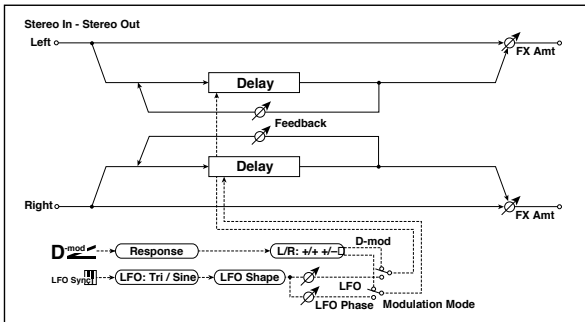 Stereo In - Stereo Out
Left
FX Amt
Delay
Feedback
Delay
Right
FX Amt
D-mod
D-mod
Response
L/R: +/+ +/–
LFO Sync
LFO: Tri / Sine
LFO Shape
LFO
LFO Phase
Modulation Mode